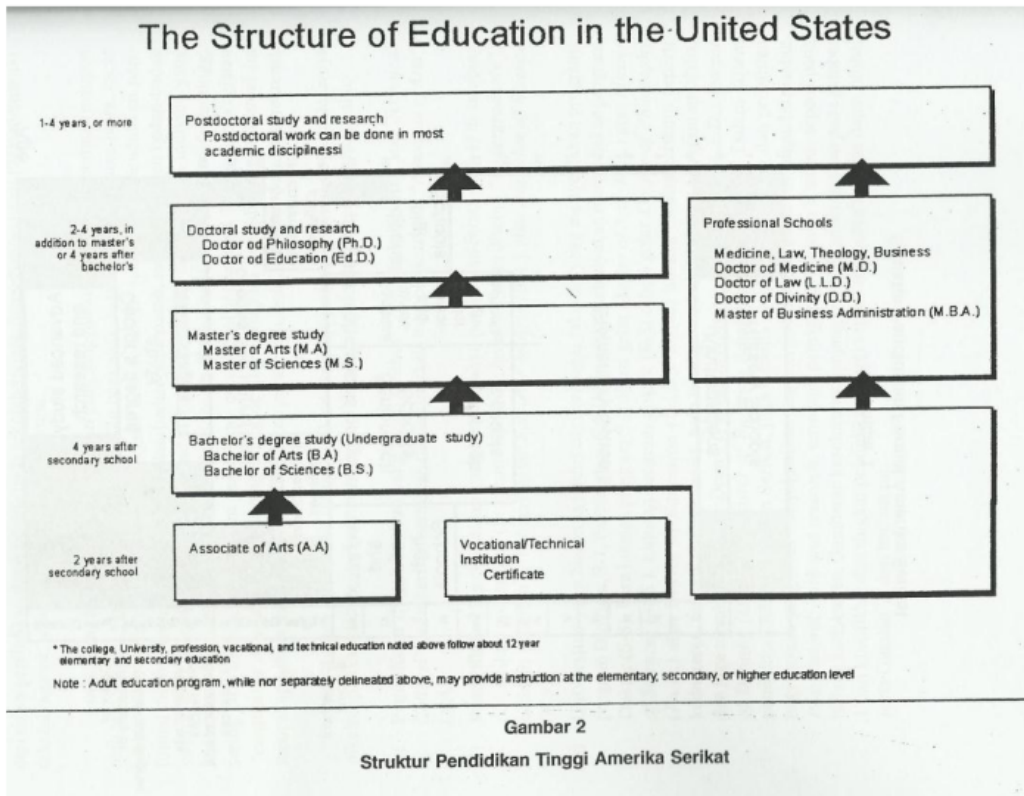 The Structure of Education in the United States
1-4 years, or more
Postdoctoral study and research
Postdoctoral work can be done in most
academic discipilnessi
2-4 years, in
addition to master's
or 4 years after
bachelor's
Doctoral study and research
Doctor od Philosophy (Ph.D.)
Doctor od Education (Ed.D.)
Professional Schools
Medicine, Law, Theology, Business
Doctor od Medicine (M.D.)
Doctor of Law (L.L.D.)
Doctor of Divinity (D.D.)
Master of Business Administration (M.B.A.)
Master's degree study
Master of Arts (M.A)
Master of Sciences (M.S.)
4 years after
secondary school
Bachelor's degree study (Undergraduate study)
Bachelor of Arts (B.A)
Bachelor of Sciences (B.S.)
2 years after
secondary school
Associate of Arts (A.A)
Vocational/Technical
Institution
Certificate
* The college, University, profession, vacational, and technical education noted above follow about 12 year
elementary and secondary education
Note : Adult education program, while nor separately delineated above, may provide instruction at the elementary, secondary, or higher education level
Gambar 2
Struktur Pendidikan Tinggi Amerika Serikat